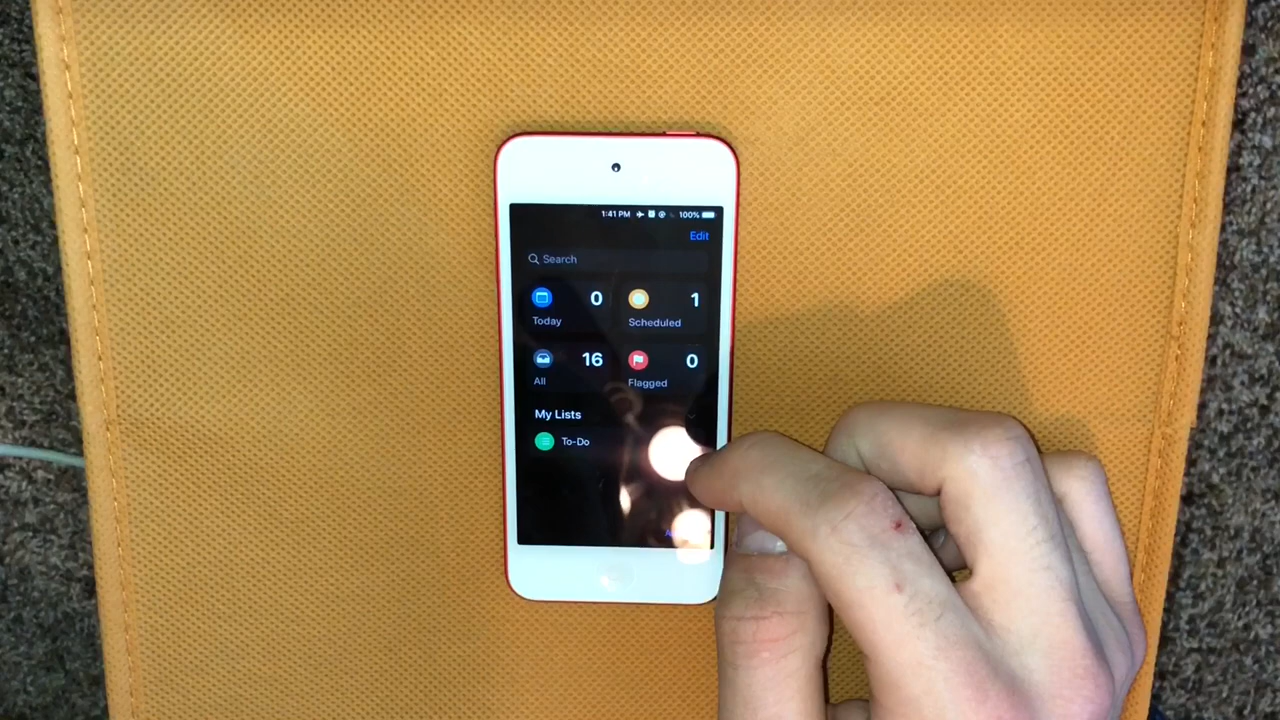 1:41 PM 100%
Edit
Search
0 1
Today Scheduled
16 0
All Flagged
My Lists
To-Do